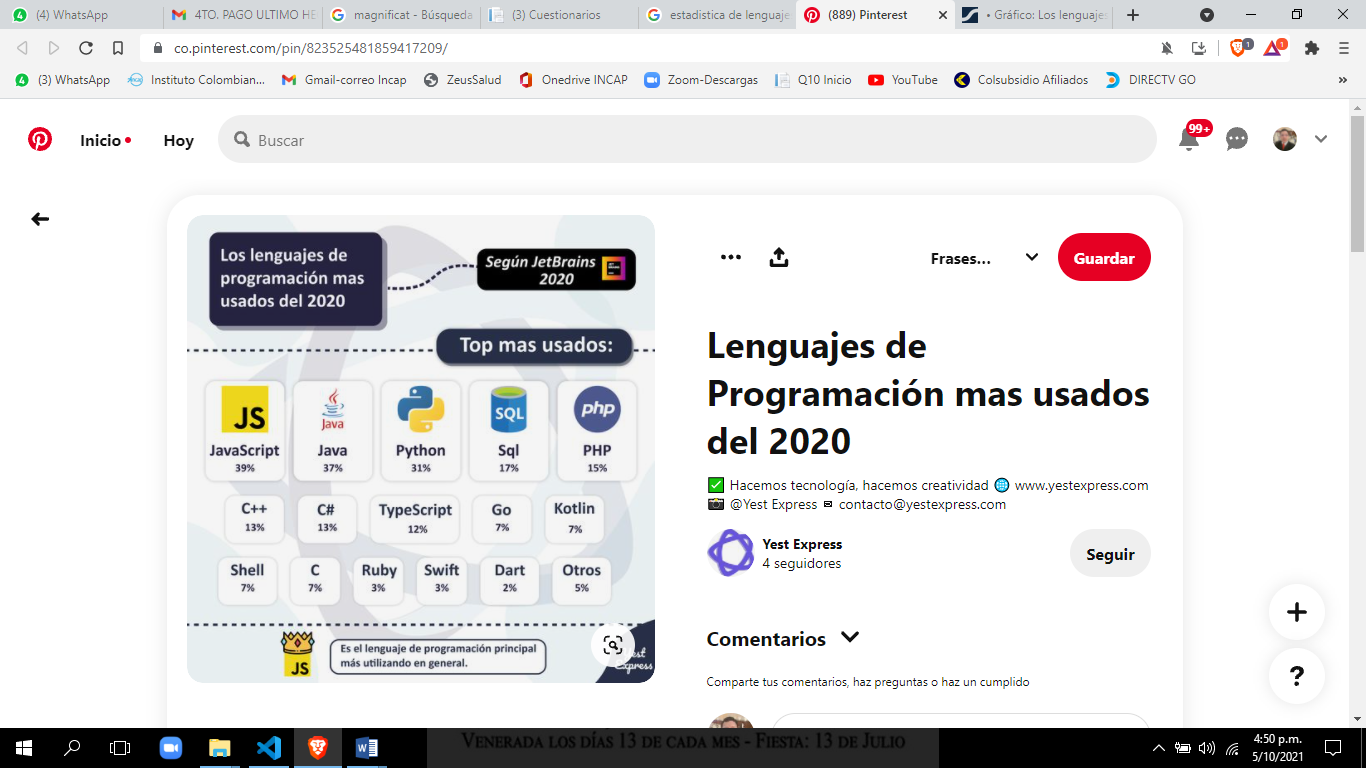 (4) WhatsApp
4TO. PAGO ULTIMO HE
magnificat - Búsqueda
(3) Cuestionarios
estadistica de lenguaje
(889) Pinterest
• Gráfico: Los lenguajes
co.pinterest.com/pin/823525481859417209/
1
1
(3) WhatsApp
Instituto Colombian...
Gmail-correo Incap
ZeusSalud
Onedrive INCAP
Zoom-Descargas
Q10 Inicio
YouTube
Colsubsidio Afiliados
DIRECTV GO
»
Inicio
Hoy
Buscar
99+
Los lenguajes de
programación mas
usados del 2020
Según JetBrains
2020
Top mas usados:
JS
Java
SQL
php
JavaScript
39%
Java
37%
Python
31%
Sql
17%
PHP
15%
C++
13%
C#
13%
TypeScript
12%
Go
7%
Kotlin
7%
Shell
7%
C
7%
Ruby
3%
Swift
3%
Dart
2%
Otros
5%
JS
Es el lenguaje de programación principal
más utilizando en general.
Express
Frases...
Guardar
Lenguajes de
Programación mas usados
del 2020
✅ Hacemos tecnología, hacemos creatividad 🌐 www.yestexpress.com
📷 @Yest Express ✉ contacto@yestexpress.com
Yest Express
4 seguidores
Seguir
Comentarios
Comparte tus comentarios, haz preguntas o haz un cumplido
+
?
Venerada los días 13 de cada mes - Fiesta: 13 de Julio
4:50 p.m.
5/10/2021